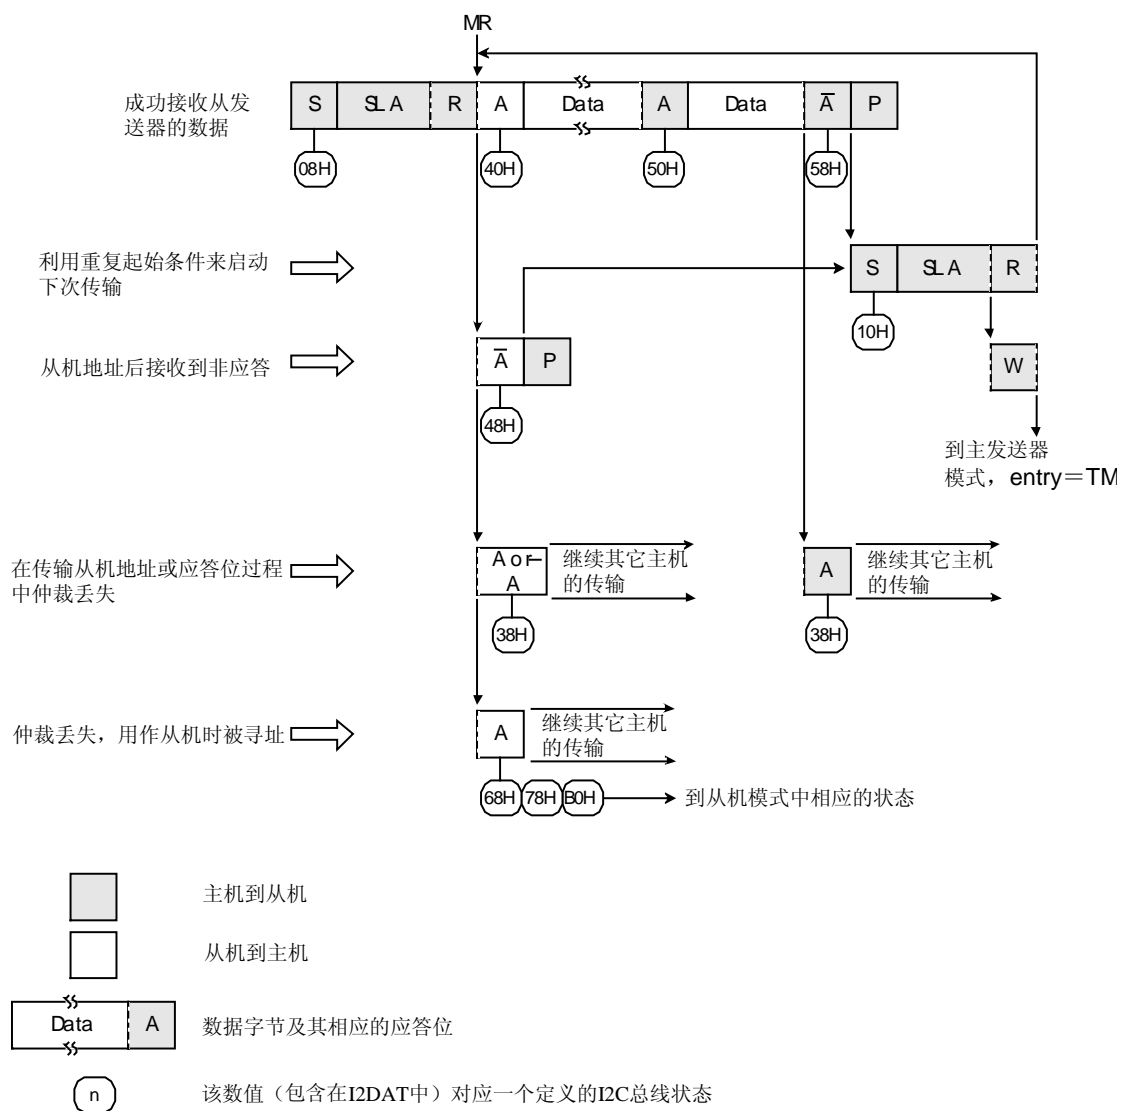 MR
成功接收从发
送器的数据
S SLA R A Data A Data A P
08H 40H 50H 58H
利用重复起始条件来启动
下次传输
S SLA R
10H
从机地址后接收到非应答
A P
W
48H
到主发送器
模式，entry＝TM
在传输从机地址或应答位过程
中仲裁丢失
A or
A
继续其它主机
的传输
A
继续其它主机
的传输
38H 38H
仲裁丢失，用作从机时被寻址
A
继续其它主机
的传输
68H 78H B0H 到从机模式中相应的状态
主机到从机
从机到主机
Data A 数据字节及其相应的应答位
n 该数值（包含在I2DAT中）对应一个定义的I2C总线状态